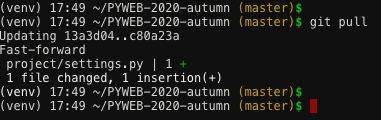 (venv) 17:49 ~/PYWEB-2020-autumn (master)$
(venv) 17:49 ~/PYWEB-2020-autumn (master)$ git pull
Updating 13a3d04..c80a23a
Fast-forward
 project/settings.py | 1 +
 1 file changed, 1 insertion(+)
(venv) 17:49 ~/PYWEB-2020-autumn (master)$
(venv) 17:49 ~/PYWEB-2020-autumn (master)$